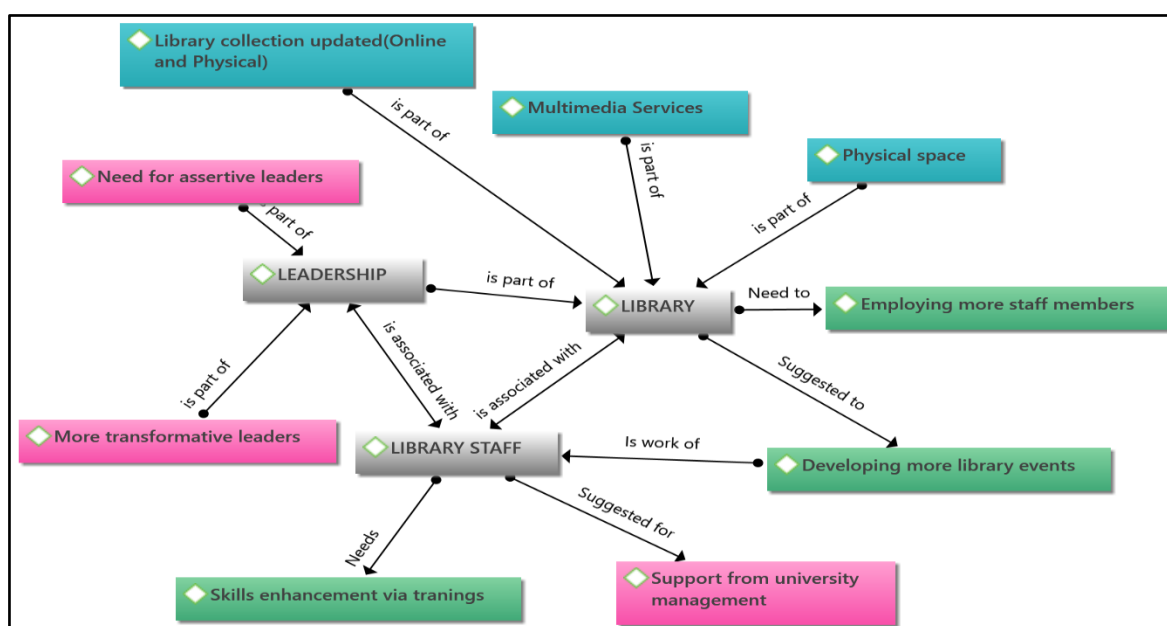 Library collection updated(Online
and Physical)
Multimedia Services
is part of
Physical space
is part of
Need for assertive leaders
is part of
is part of
is part of
LEADERSHIP
is part of
LIBRARY
Need to
Employing more staff members
is associated with
is associated with
Suggested to
is part of
More transformative leaders
LIBRARY STAFF
Is work of
Developing more library events
Needs
Suggested for
Skills enhancement via tranings
Support from university
management